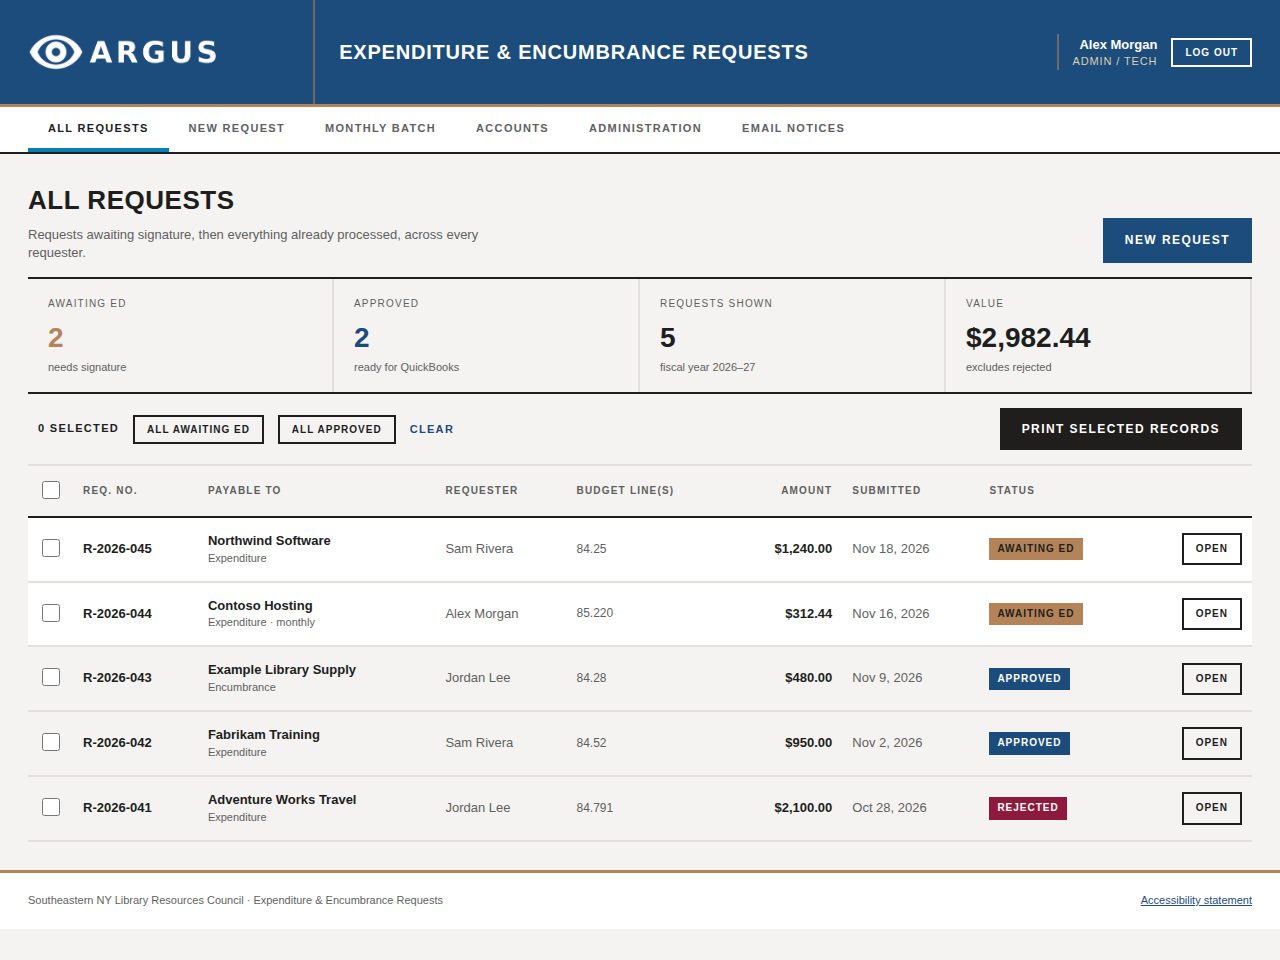 ARGUS
EXPENDITURE & ENCUMBRANCE REQUESTS
Alex Morgan
ADMIN / TECH
LOG OUT
ALL REQUESTS NEW REQUEST MONTHLY BATCH ACCOUNTS ADMINISTRATION EMAIL NOTICES
ALL REQUESTS
Requests awaiting signature, then everything already processed, across every
requester.
NEW REQUEST
AWAITING ED APPROVED REQUESTS SHOWN VALUE
2 2 5 $2,982.44
needs signature ready for QuickBooks fiscal year 2026–27 excludes rejected
0 SELECTED ALL AWAITING ED ALL APPROVED CLEAR PRINT SELECTED RECORDS
REQ. NO. PAYABLE TO REQUESTER BUDGET LINE(S) AMOUNT SUBMITTED STATUS
R-2026-045 Northwind Software Sam Rivera 84.25 $1,240.00 Nov 18, 2026 AWAITING ED OPEN
Expenditure
R-2026-044 Contoso Hosting Alex Morgan 85.220 $312.44 Nov 16, 2026 AWAITING ED OPEN
Expenditure · monthly
R-2026-043 Example Library Supply Jordan Lee 84.28 $480.00 Nov 9, 2026 APPROVED OPEN
Encumbrance
R-2026-042 Fabrikam Training Sam Rivera 84.52 $950.00 Nov 2, 2026 APPROVED OPEN
Expenditure
R-2026-041 Adventure Works Travel Jordan Lee 84.791 $2,100.00 Oct 28, 2026 REJECTED OPEN
Expenditure
Southeastern NY Library Resources Council · Expenditure & Encumbrance Requests Accessibility statement